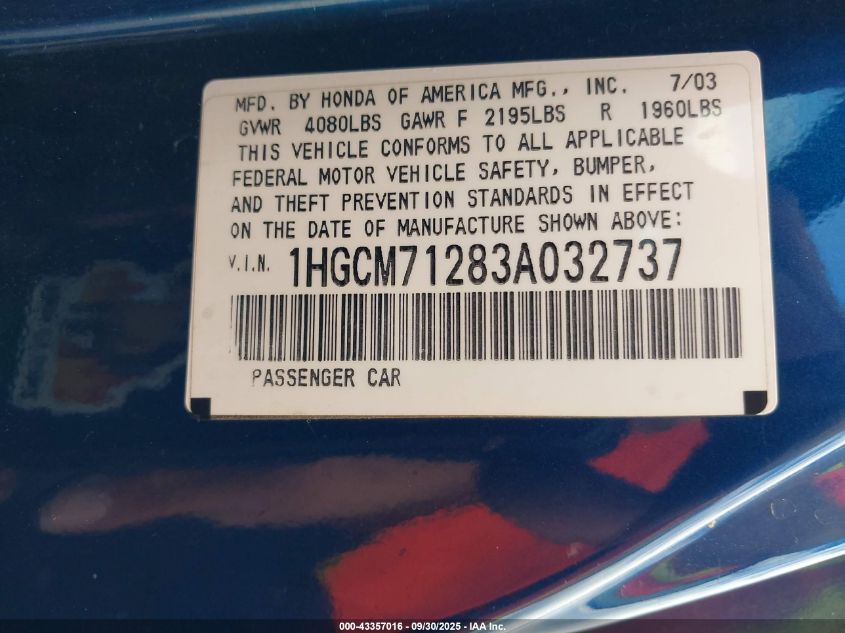 MFD. BY HONDA OF AMERICA MFG., INC. 7/03
GVWR 4080LBS GAWR F 2195LBS R 1960LBS
THIS VEHICLE CONFORMS TO ALL APPLICABLE
FEDERAL MOTOR VEHICLE SAFETY, BUMPER,
AND THEFT PREVENTION STANDARDS IN EFFECT
ON THE DATE OF MANUFACTURE SHOWN ABOVE:
V.I.N. 1HGCM71283A032737
PASSENGER CAR
000-43357016 - 09/30/2025 - IAA Inc.